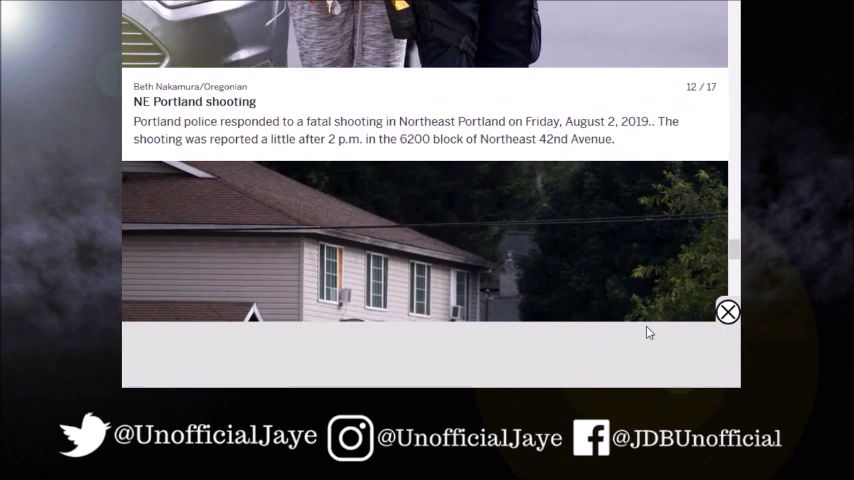 Beth Nakamura/Oregonian
12 / 17
NE Portland shooting
Portland police responded to a fatal shooting in Northeast Portland on Friday, August 2, 2019.. The
shooting was reported a little after 2 p.m. in the 6200 block of Northeast 42nd Avenue.
@UnofficialJaye @UnofficialJaye @JDBUnofficial